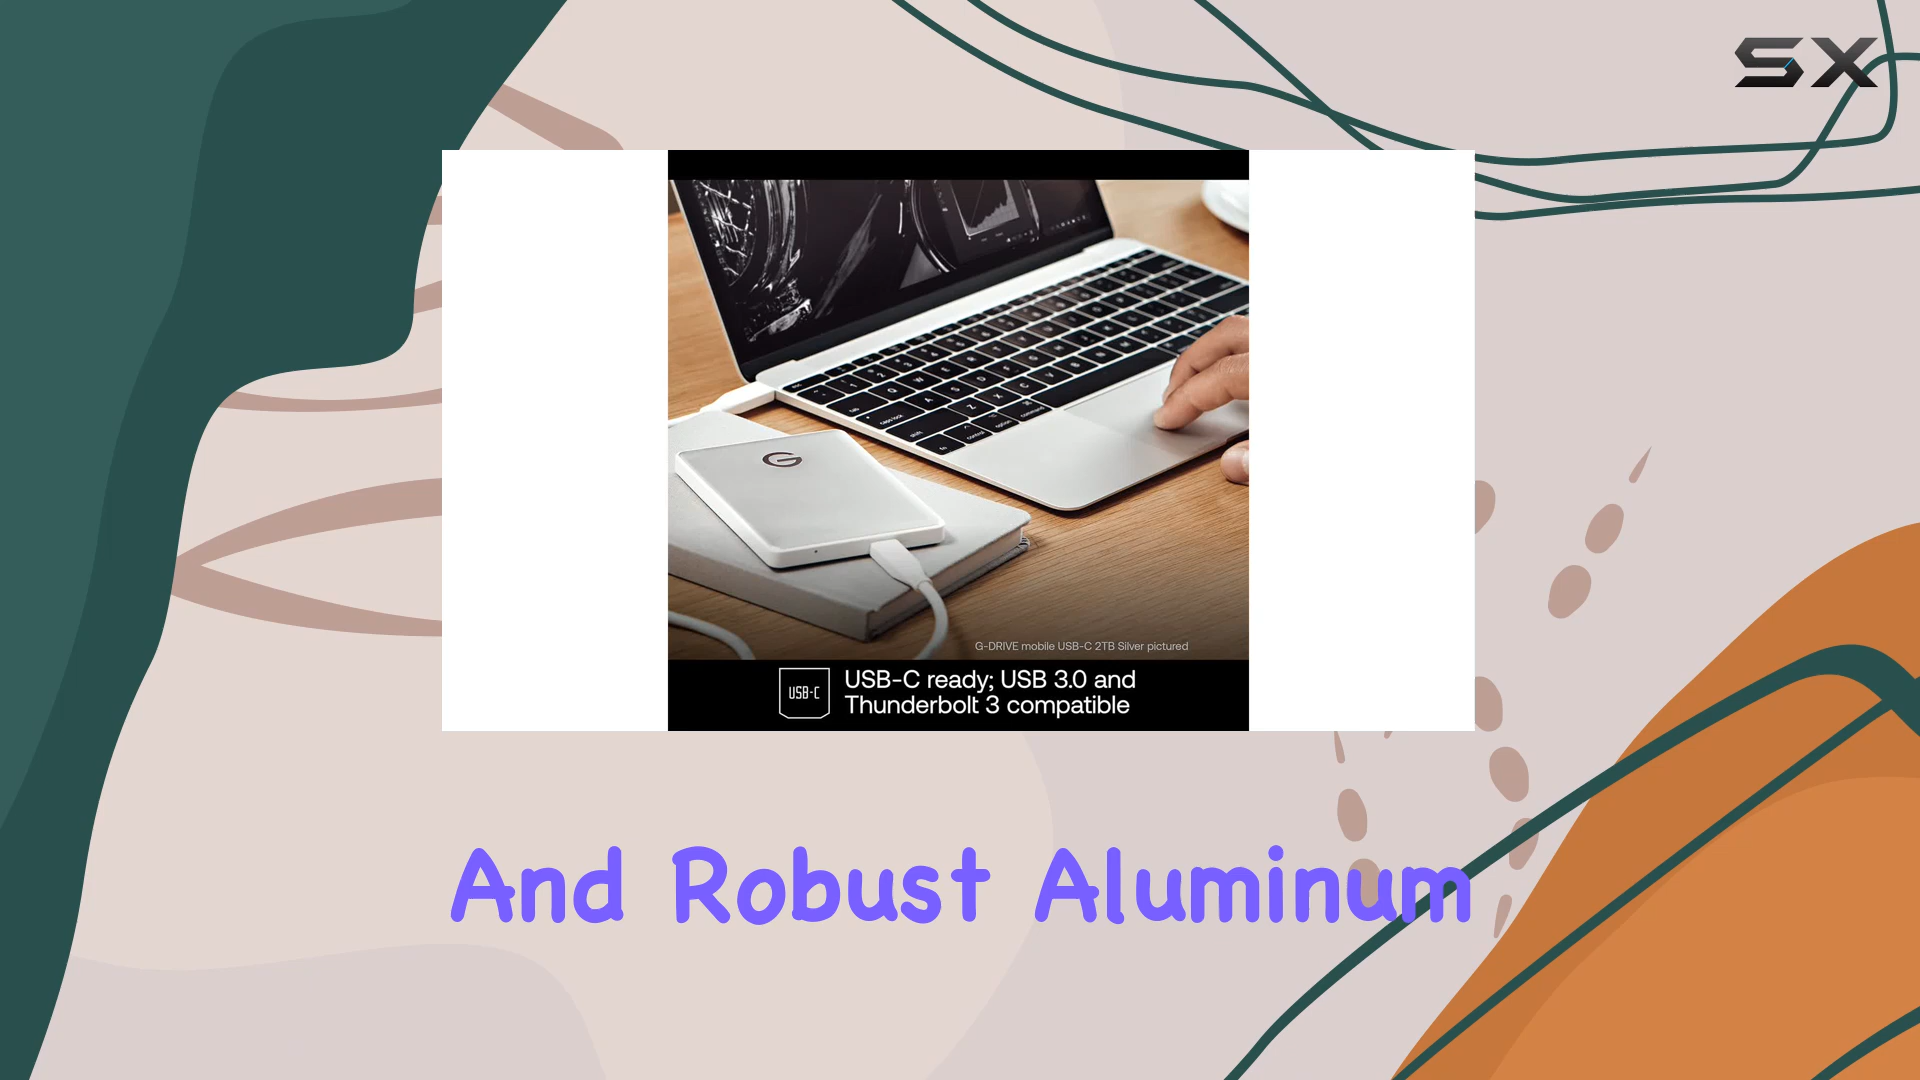 SX
G
G-DRIVE mobile USB-C 2TB Silver pictured
USB-C
USB-C ready; USB 3.0 and
Thunderbolt 3 compatible
And Robust Aluminum